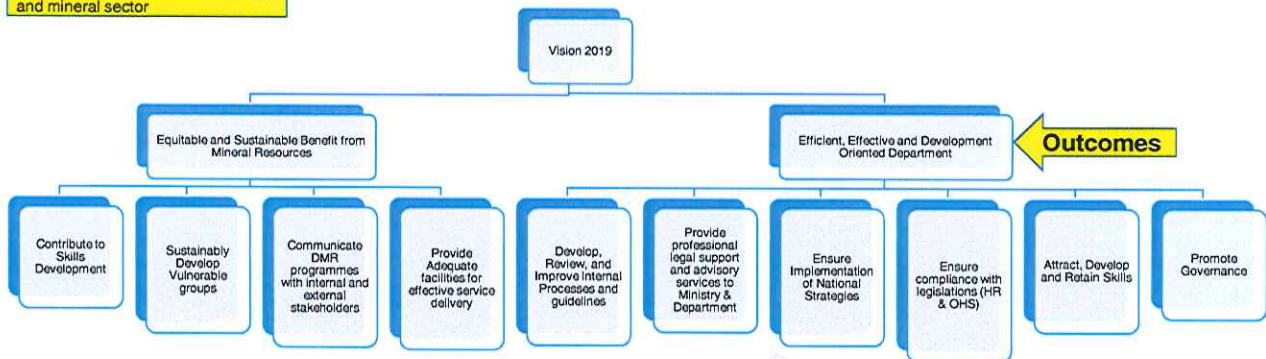 and mineral sector
Vision 2019
Equitable and Sustainable Benefit from
Mineral Resources
Efficient, Effective and Development
Oriented Department
Outcomes
Contribute to
Skills
Development
Sustainably
Develop
Vulnerable
groups
Communicate
DMR
programmes
with internal and
external
stakeholders
Provide
Adequate
facilities for
effective service
delivery
Develop,
Review, and
Improve Internal
Processes and
guidelines
Provide
professional
legal support
and advisory
services to
Ministry &
Department
Ensure
Implementation
of National
Strategies
Ensure
compliance with
legislations (HR
& OHS)
Attract, Develop
and Retain Skills
Promote
Governance